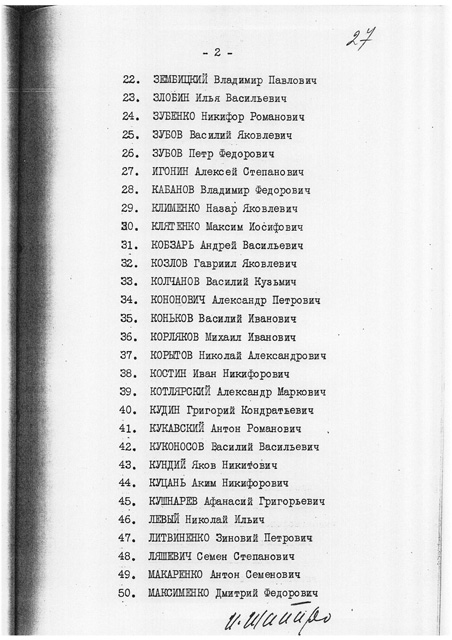 27
- 2 -
22. ЗЕМБИЦКИЙ Владимир Павлович
23. ЗЛОБИН Илья Васильевич
24. ЗУБЕНКО Никифор Романович
25. ЗУБОВ Василий Яковлевич
26. ЗУБОВ Петр Федорович
27. ИГОНИН Алексей Степанович
28. КАБАНОВ Владимир Федорович
29. КЛИМЕНКО Назар Яковлевич
30. КЛЯТЕНКО Максим Иосифович
31. КОБЗАРЬ Андрей Васильевич
32. КОЗЛОВ Гавриил Яковлевич
33. КОЛЧАНОВ Василий Кузьмич
34. КОНОНОВИЧ Александр Петрович
35. КОНЬКОВ Василий Иванович
36. КОРЛЯКОВ Михаил Иванович
37. КОРЫТОВ Николай Александрович
38. КОСТИН Иван Никифорович
39. КОТЛЯРСКИЙ Александр Маркович
40. КУДИН Григорий Кондратьевич
41. КУКАВСКИЙ Антон Романович
42. КУКОНОСОВ Василий Васильевич
43. КУНДИЙ Яков Никитович
44. КУЦАНЬ Аким Никифорович
45. КУШНАРЕВ Афанасий Григорьевич
46. ЛЕВЫЙ Николай Ильич
47. ЛИТВИНЕНКО Зиновий Петрович
48. ЛЯШЕВИЧ Семен Степанович
49. МАКАРЕНКО Антон Семенович
50. МАКСИМЕНКО Дмитрий Федорович
И. Шапиро